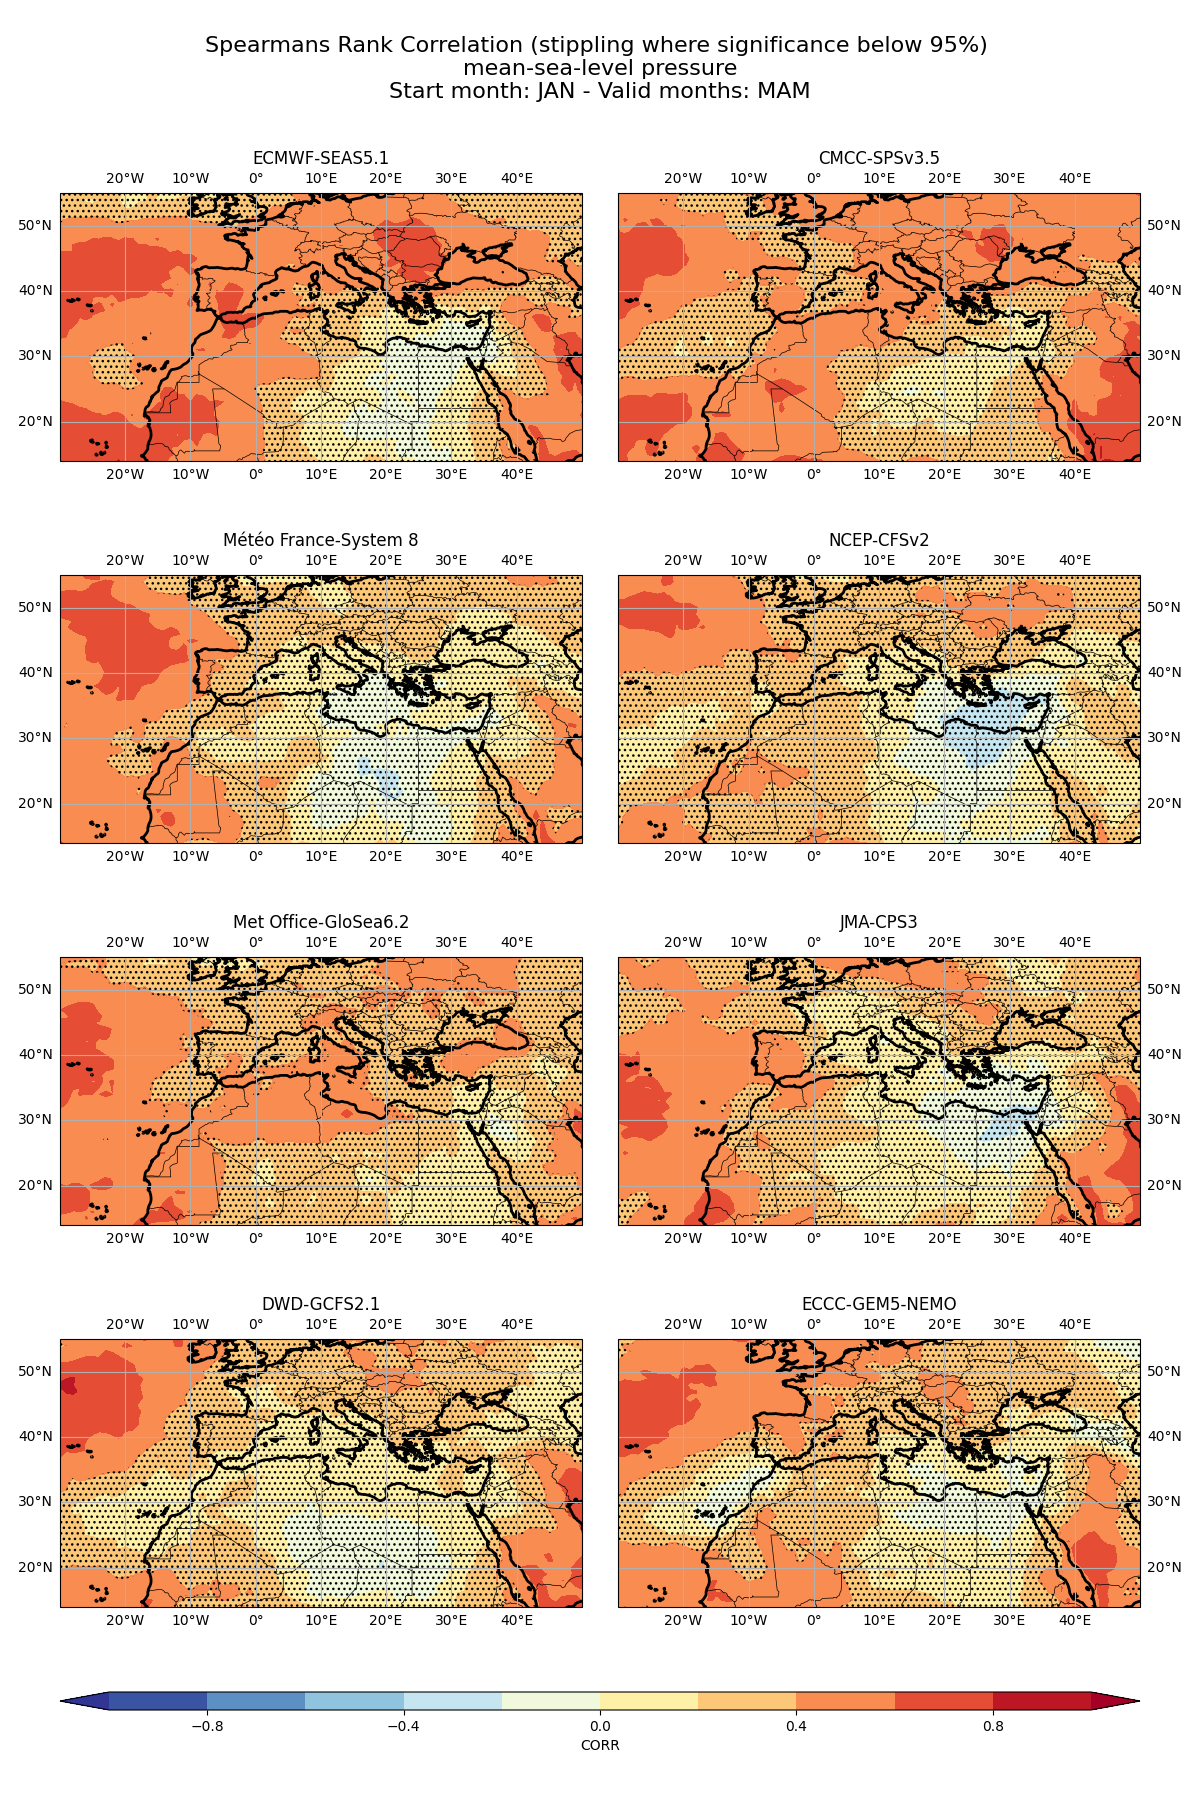 Spearmans Rank Correlation (stippling where significance below 95%)
mean-sea-level pressure
Start month: JAN - Valid months: MAM
ECMWF-SEAS5.1 CMCC-SPSv3.5
20°W 10°W 0° 10°E 20°E 30°E 40°E 20°W 10°W 0° 10°E 20°E 30°E 40°E
50°N 50°N
40°N 40°N
30°N 30°N
20°N 20°N
20°W 10°W 0° 10°E 20°E 30°E 40°E 20°W 10°W 0° 10°E 20°E 30°E 40°E
Météo France-System 8 NCEP-CFSv2
20°W 10°W 0° 10°E 20°E 30°E 40°E 20°W 10°W 0° 10°E 20°E 30°E 40°E
50°N 50°N
40°N 40°N
30°N 30°N
20°N 20°N
20°W 10°W 0° 10°E 20°E 30°E 40°E 20°W 10°W 0° 10°E 20°E 30°E 40°E
Met Office-GloSea6.2 JMA-CPS3
20°W 10°W 0° 10°E 20°E 30°E 40°E 20°W 10°W 0° 10°E 20°E 30°E 40°E
50°N 50°N
40°N 40°N
30°N 30°N
20°N 20°N
20°W 10°W 0° 10°E 20°E 30°E 40°E 20°W 10°W 0° 10°E 20°E 30°E 40°E
DWD-GCFS2.1 ECCC-GEM5-NEMO
20°W 10°W 0° 10°E 20°E 30°E 40°E 20°W 10°W 0° 10°E 20°E 30°E 40°E
50°N 50°N
40°N 40°N
30°N 30°N
20°N 20°N
20°W 10°W 0° 10°E 20°E 30°E 40°E 20°W 10°W 0° 10°E 20°E 30°E 40°E
−0.8 −0.4 0.0 0.4 0.8
CORR